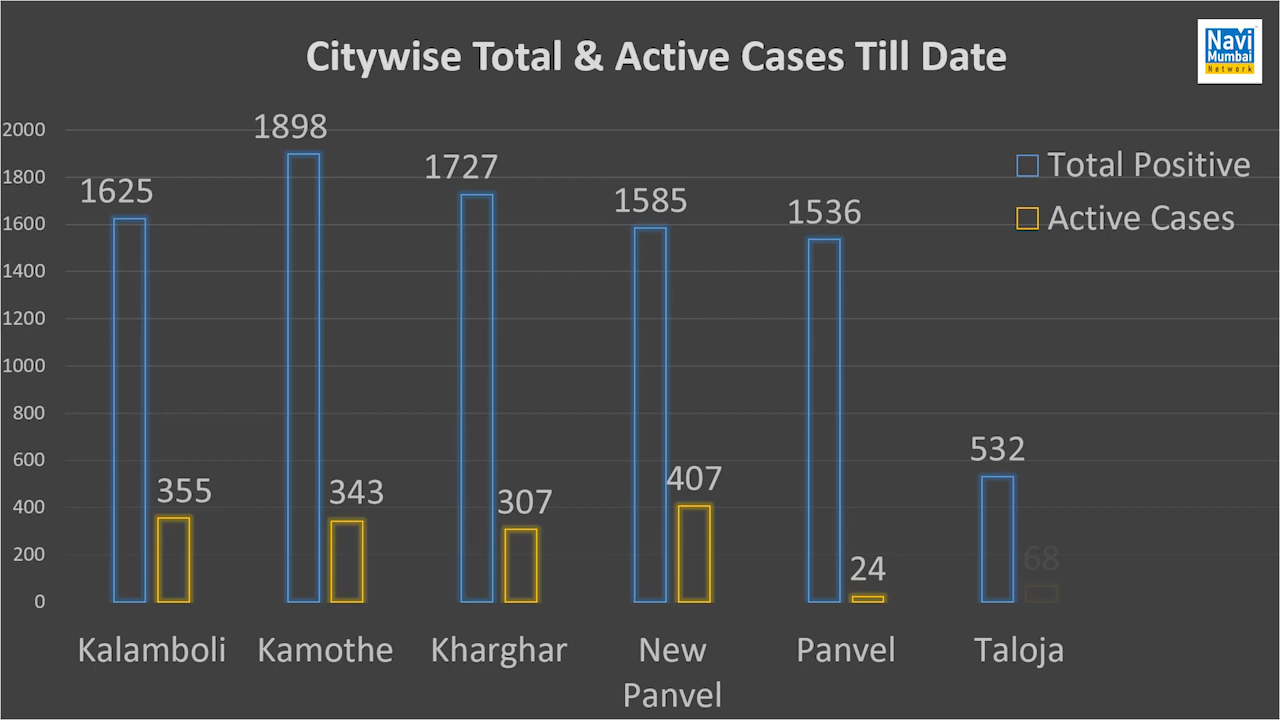 Citywise Total & Active Cases Till Date
Navi
Mumbai
Network
2000
1800
1600
1400
1200
1000
800
600
400
200
0
1625
1898
1727
1585
1536
532
355
343
307
407
24
68
Total Positive
Active Cases
Kalamboli
Kamothe
Kharghar
New
Panvel
Panvel
Taloja